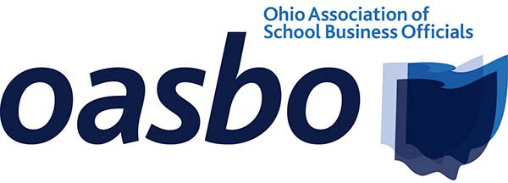 Ohio Association of
School Business Officials
oasbo